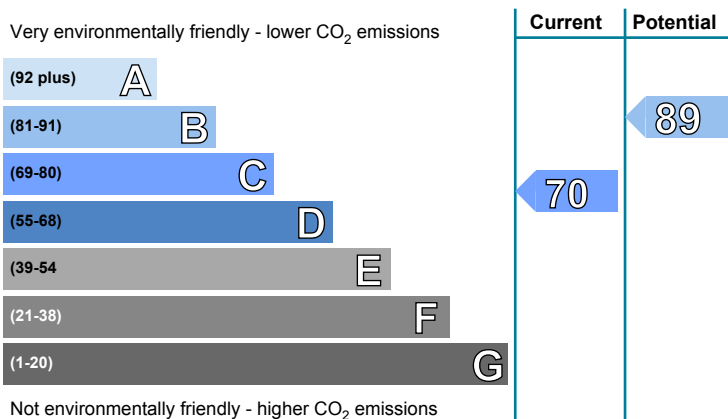 Current Potential
Very environmentally friendly - lower CO2 emissions
(92 plus) A
(81-91) B
89
(69-80) C
70
(55-68) D
(39-54 E
(21-38) F
(1-20) G
Not environmentally friendly - higher CO2 emissions